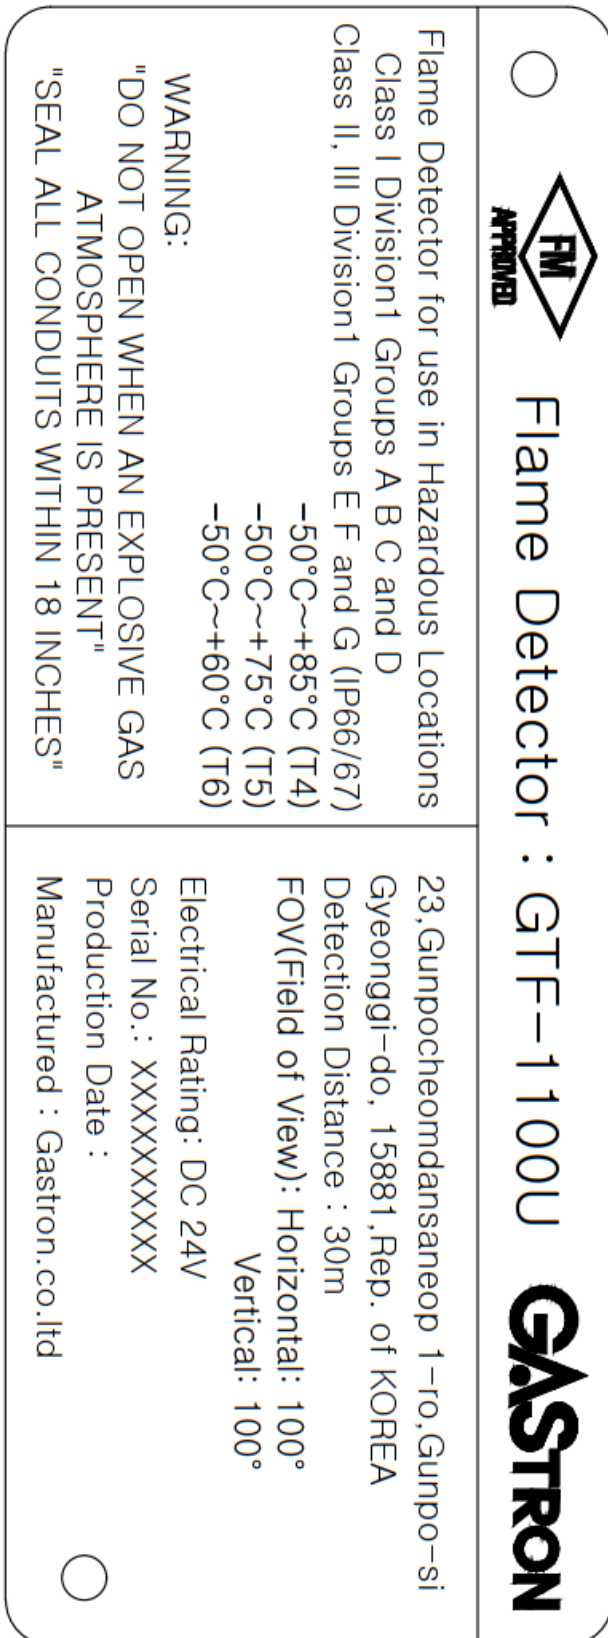 FM
APPROVED
Flame Detector : GTF-1100U
GASTRON
Flame Detector for use in Hazardous Locations
Class I Division1 Groups A B C and D
Class II, III Division1 Groups E F and G (IP66/67)
-50°C~+85°C (T4)
-50°C~+75°C (T5)
-50°C~+60°C (T6)
WARNING:
"DO NOT OPEN WHEN AN EXPLOSIVE GAS
ATMOSPHERE IS PRESENT"
"SEAL ALL CONDUITS WITHIN 18 INCHES"
23,Gunpocheomdansaneop 1-ro,Gunpo-si
Gyeonggi-do, 15881,Rep. of KOREA
Detection Distance : 30m
FOV(Field of View): Horizontal: 100°
Vertical: 100°
Electrical Rating: DC 24V
Serial No.: XXXXXXXXX
Production Date :
Manufactured : Gastron.co.ltd